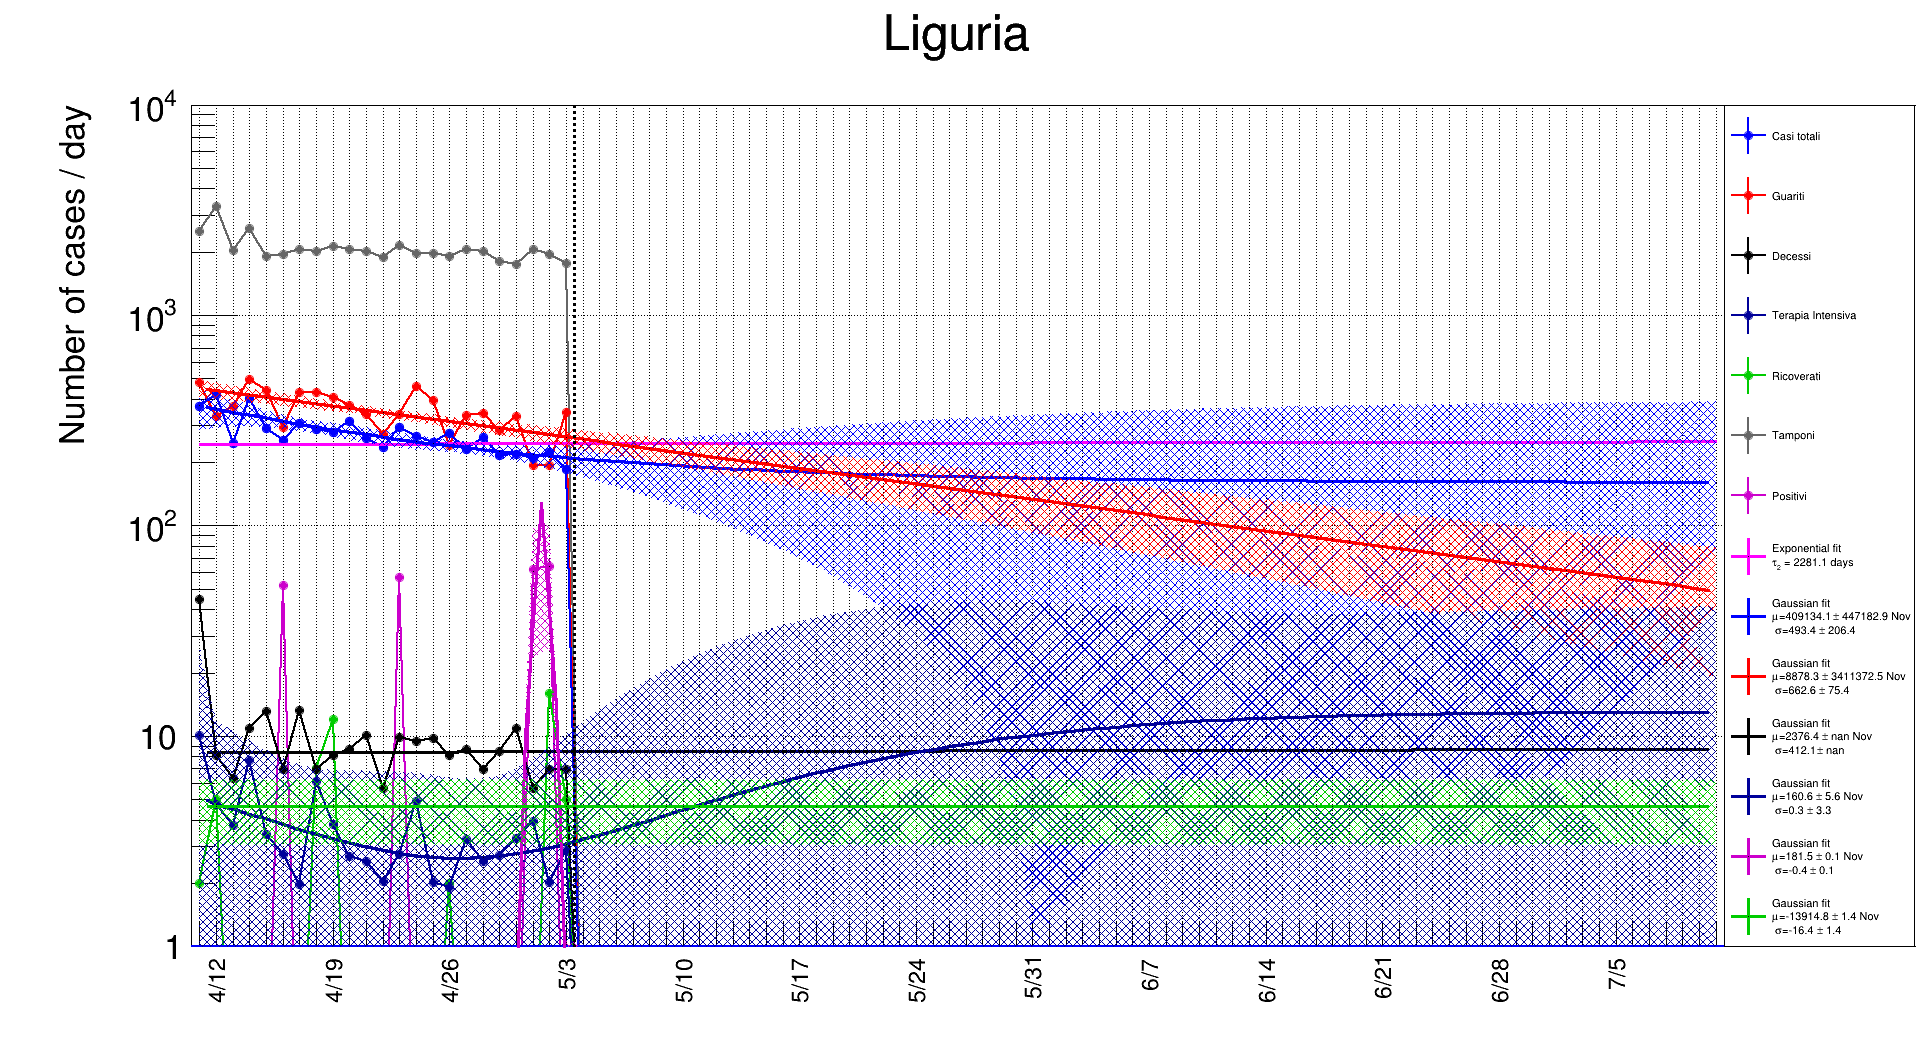 Liguria
Number of cases / day
10^4
10^3
10^2
10
1
4/12
4/19
4/26
5/3
5/10
5/17
5/24
5/31
6/7
6/14
6/21
6/28
7/5
Casi totali
Guariti
Decessi
Terapia Intensiva
Ricoverati
Tamponi
Positivi
Exponential fit
τ₂ = 2281.1 days
Gaussian fit
μ=409134.1 ± 447182.9 Nov
σ=493.4 ± 206.4
Gaussian fit
μ=8878.3 ± 3411372.5 Nov
σ=662.6 ± 75.4
Gaussian fit
μ=2376.4 ± nan Nov
σ=412.1 ± nan
Gaussian fit
μ=160.6 ± 5.6 Nov
σ=0.3 ± 3.3
Gaussian fit
μ=181.5 ± 0.1 Nov
σ=-0.4 ± 0.1
Gaussian fit
μ=-13914.8 ± 1.4 Nov
σ=-16.4 ± 1.4